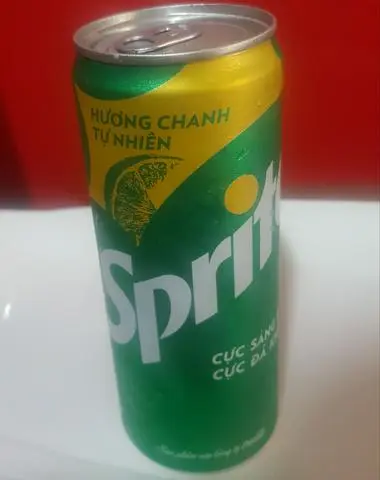 HƯƠNG CHANH
TỰ NHIÊN
Sprite
CỰC SẢNG
CỰC ĐÃ